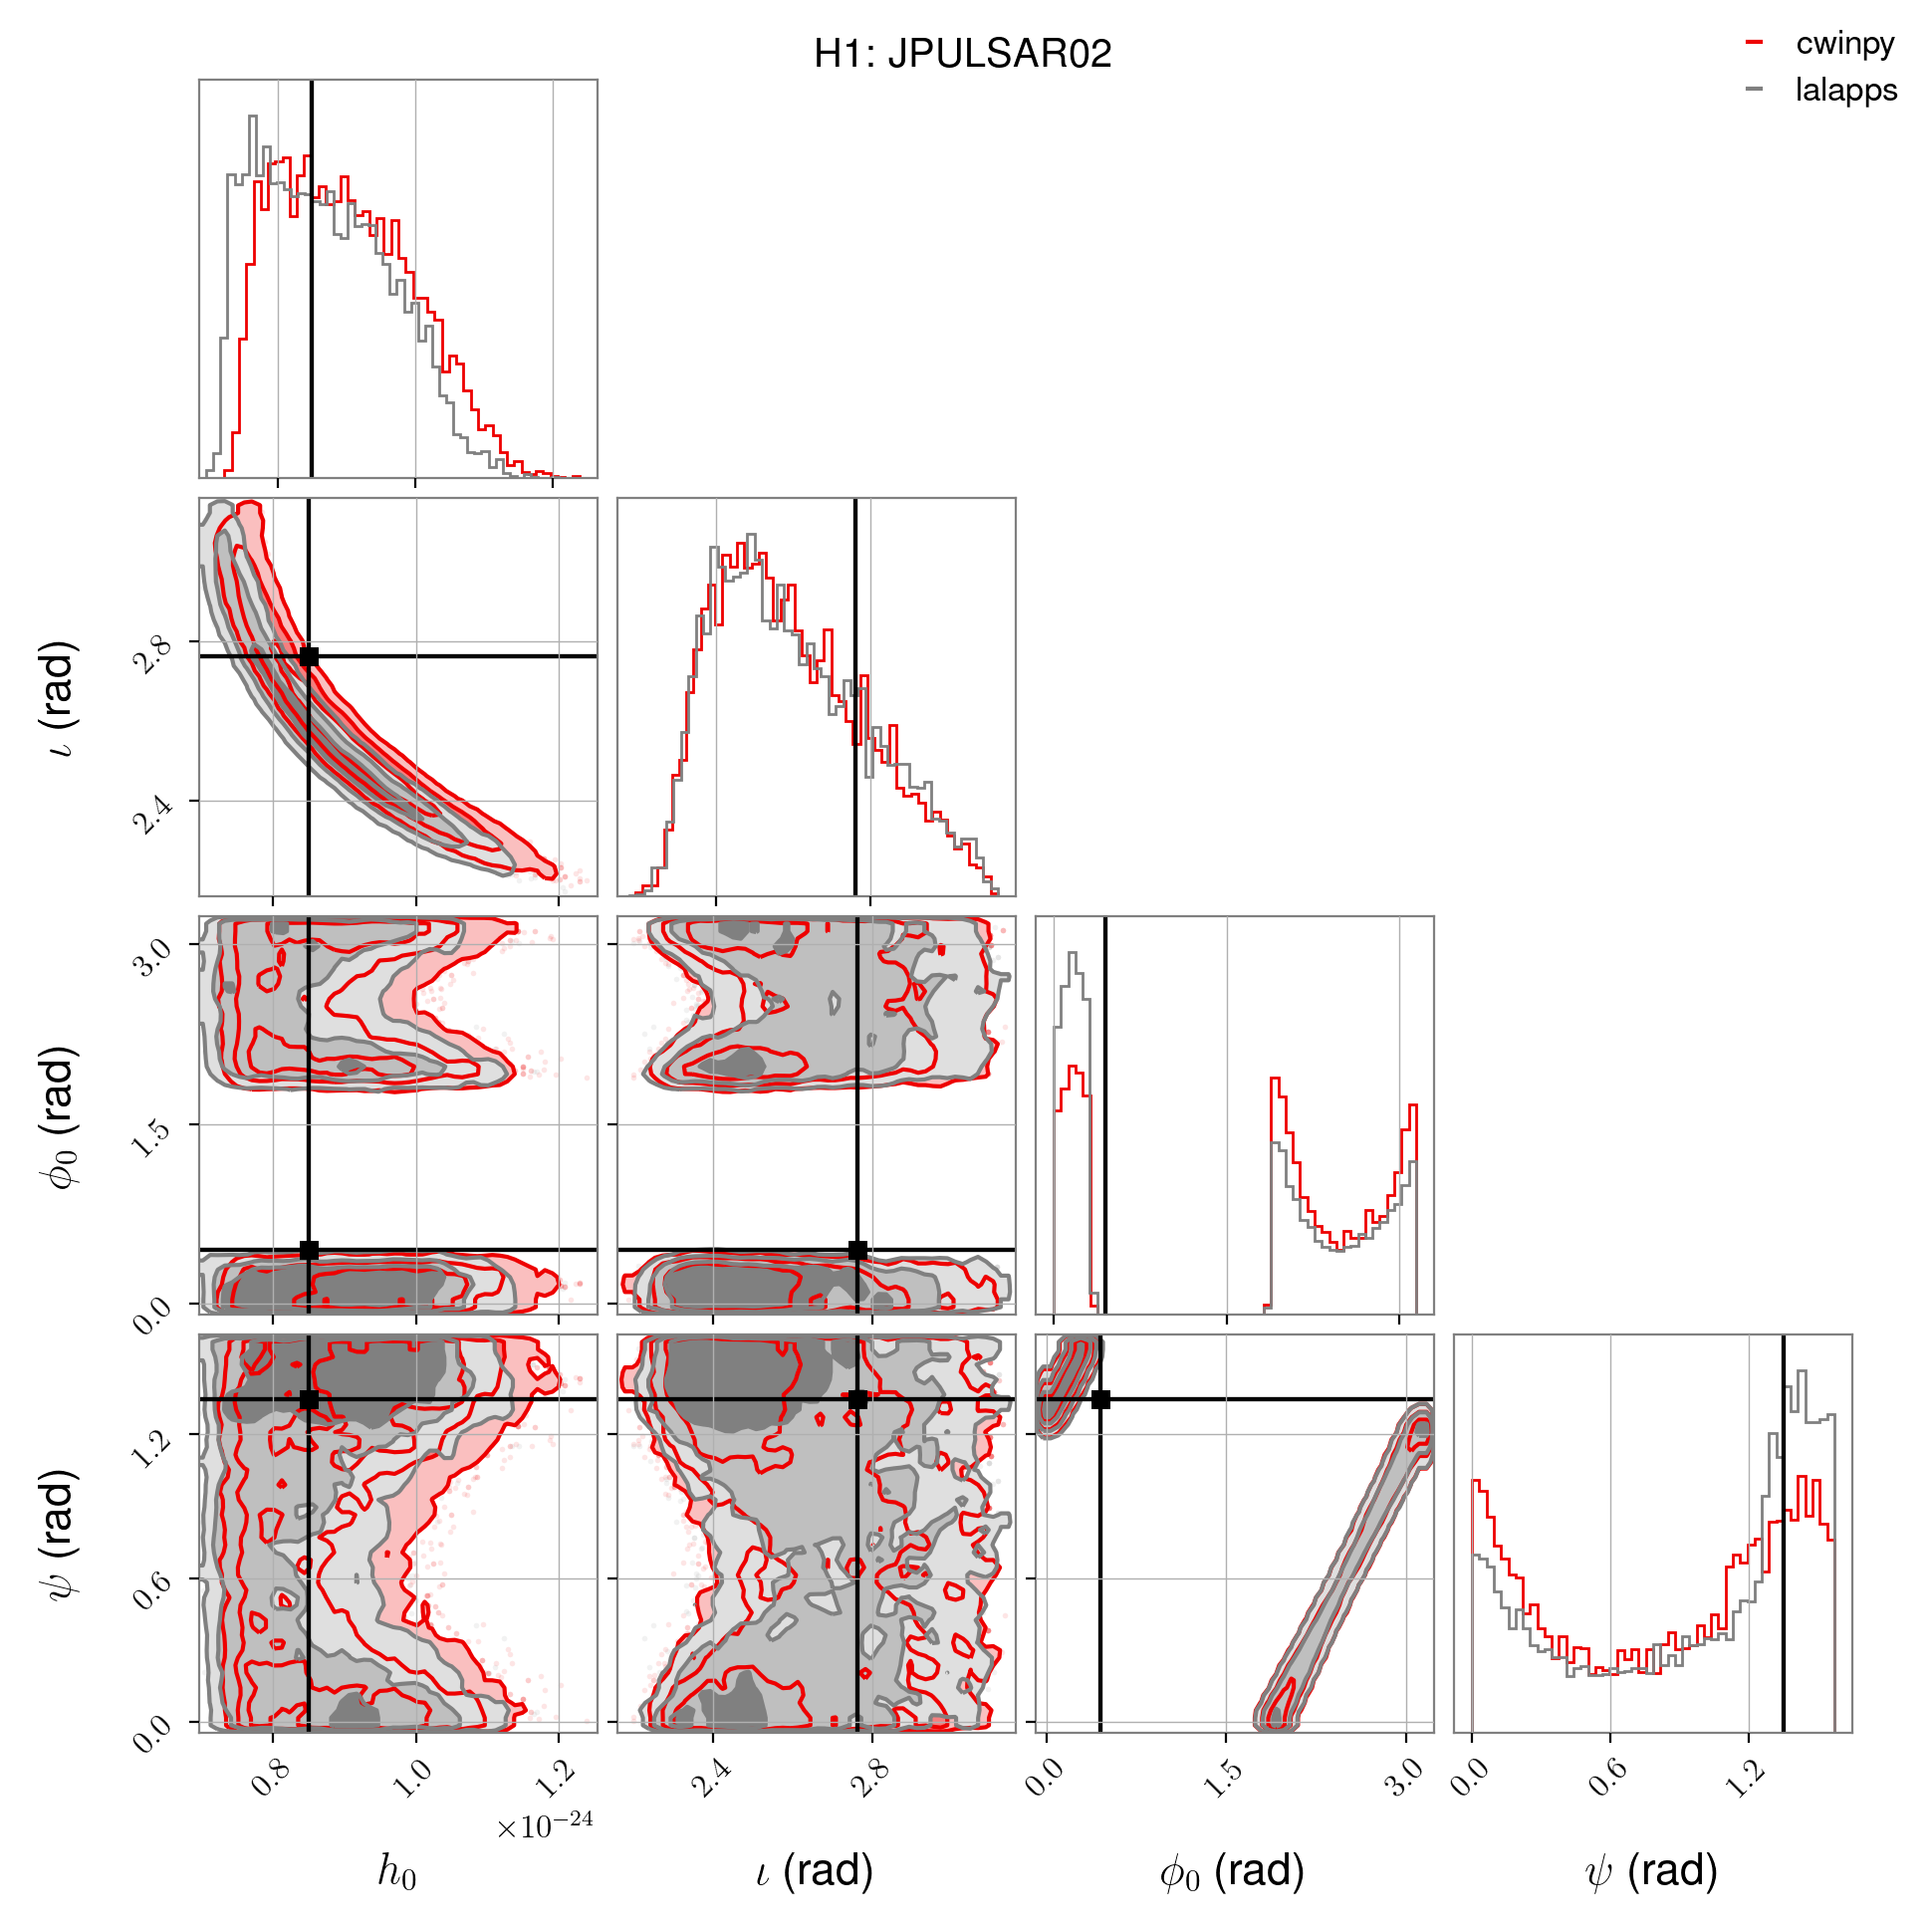 H1: JPULSAR02
cwinpy
lalapps
2.8
2.4
ι (rad)
3.0
1.5
0.0
ϕ₀ (rad)
1.2
0.6
0.0
ψ (rad)
0.8 1.0 1.2
×10⁻²⁴
h₀
2.4 2.8
ι (rad)
0.0 1.5 3.0
ϕ₀ (rad)
0.0 0.6 1.2
ψ (rad)